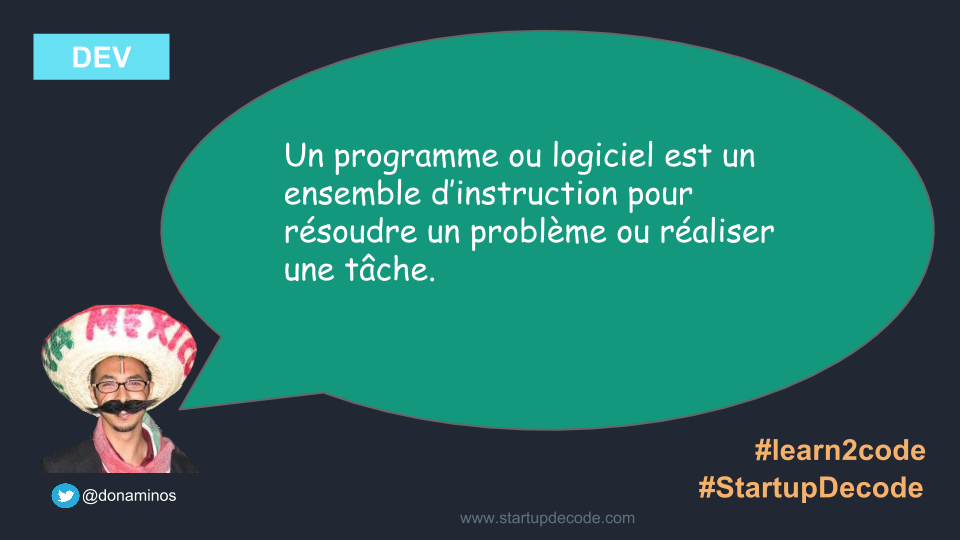 DEV
Un programme ou logiciel est un
ensemble d'instruction pour
résoudre un problème ou réaliser
une tâche.
MEXICO
@donaminos
#learn2code
#StartupDecode
www.startupdecode.com